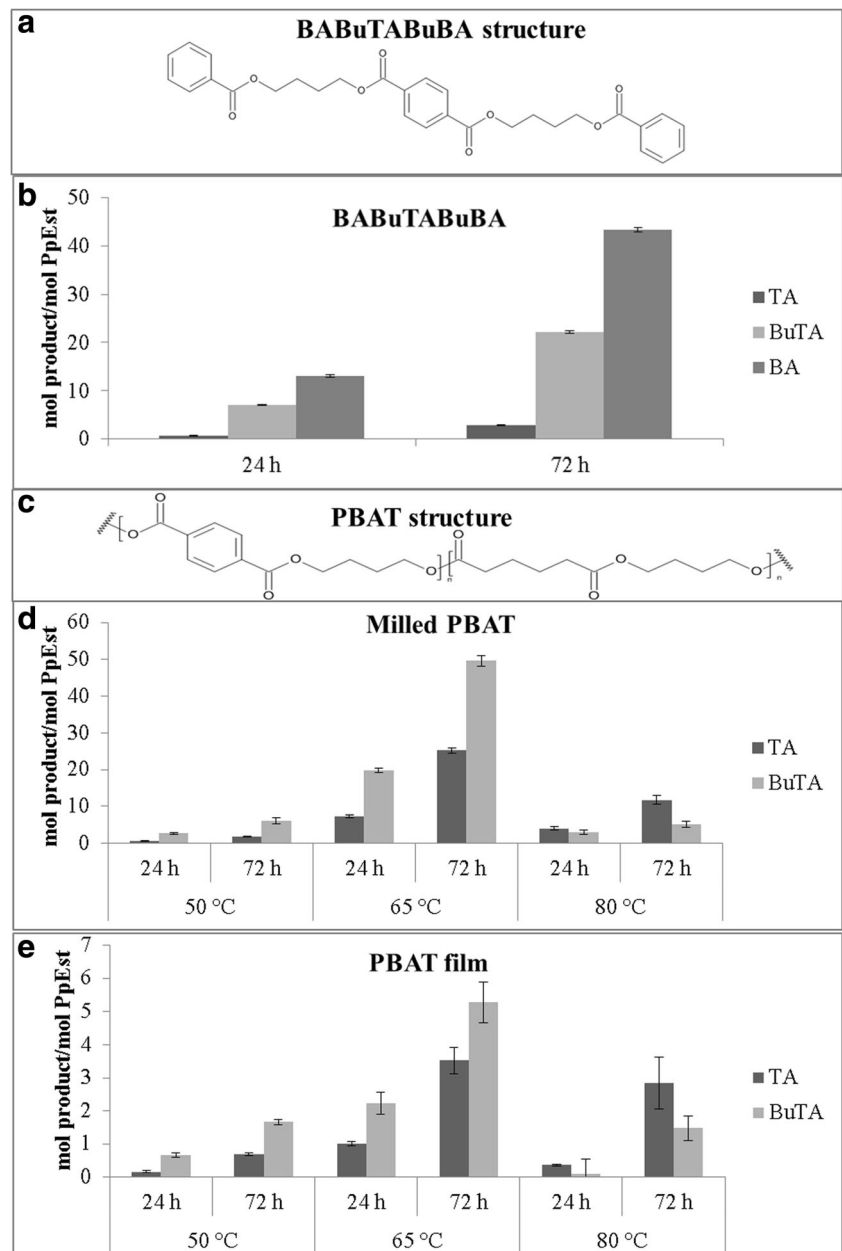 a
BABuTABuBA structure
O
O
O
O
O
O
O
O
b
BABuTABuBA
mol product/mol PpEst
50
40
30
20
10
0
24 h
72 h
TA
BuTA
BA
c
PBAT structure
O
O
O
O
O
n
O
O
O
O
n
d
Milled PBAT
mol product/mol PpEst
60
50
40
30
20
10
0
24 h 72 h 24 h 72 h 24 h 72 h
50 °C 65 °C 80 °C
TA
BuTA
e
PBAT film
mol product/mol PpEst
7
6
5
4
3
2
1
0
24 h 72 h 24 h 72 h 24 h 72 h
50 °C 65 °C 80 °C
TA
BuTA